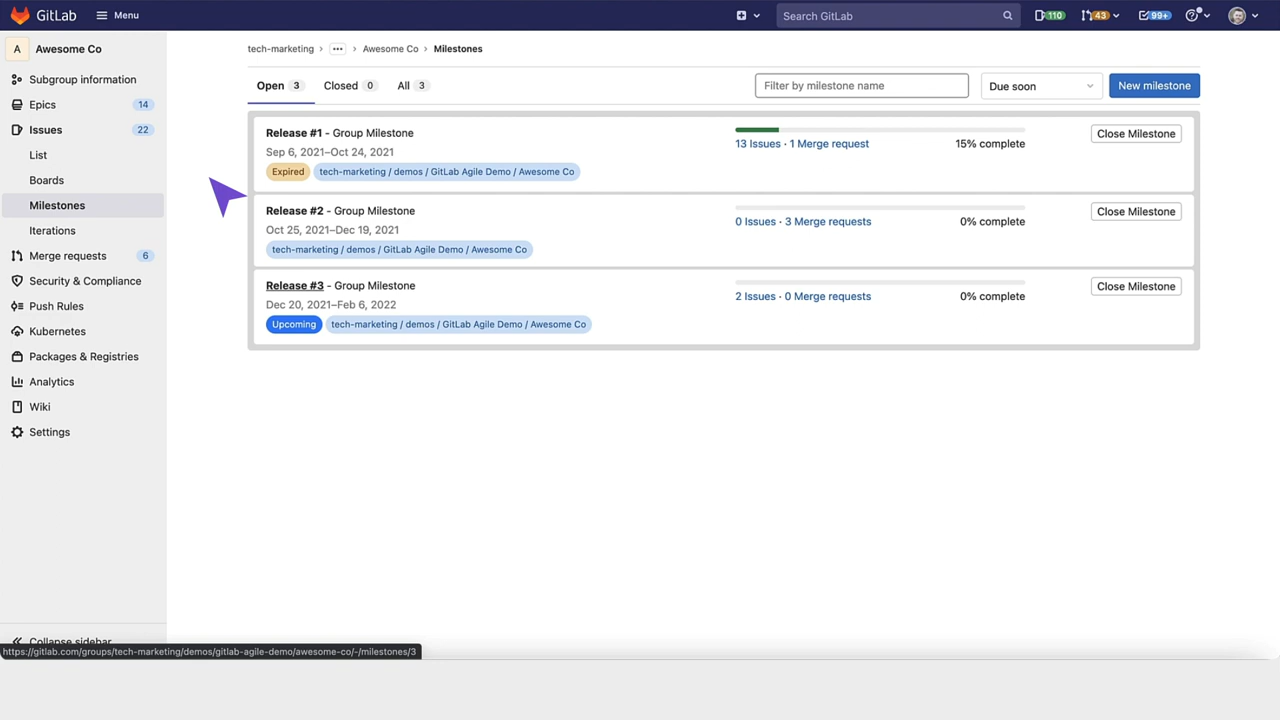 GitLab
Menu
Search GitLab
110
43
99+
A
Awesome Co
Subgroup information
Epics
14
Issues
22
List
Boards
Milestones
Iterations
Merge requests
6
Security & Compliance
Push Rules
Kubernetes
Packages & Registries
Analytics
Wiki
Settings
Collapse sidebar
https://gitlab.com/groups/tech-marketing/demos/gitlab-agile-demo/awesome-co/-/milestones/3
tech-marketing › ••• › Awesome Co › Milestones
Open 3 Closed 0 All 3
Filter by milestone name
Due soon
New milestone
Release #1 - Group Milestone
Sep 6, 2021–Oct 24, 2021
Expired
tech-marketing / demos / GitLab Agile Demo / Awesome Co
13 Issues · 1 Merge request
15% complete
Close Milestone
Release #2 - Group Milestone
Oct 25, 2021–Dec 19, 2021
tech-marketing / demos / GitLab Agile Demo / Awesome Co
0 Issues · 3 Merge requests
0% complete
Close Milestone
Release #3 - Group Milestone
Dec 20, 2021–Feb 6, 2022
Upcoming
tech-marketing / demos / GitLab Agile Demo / Awesome Co
2 Issues · 0 Merge requests
0% complete
Close Milestone